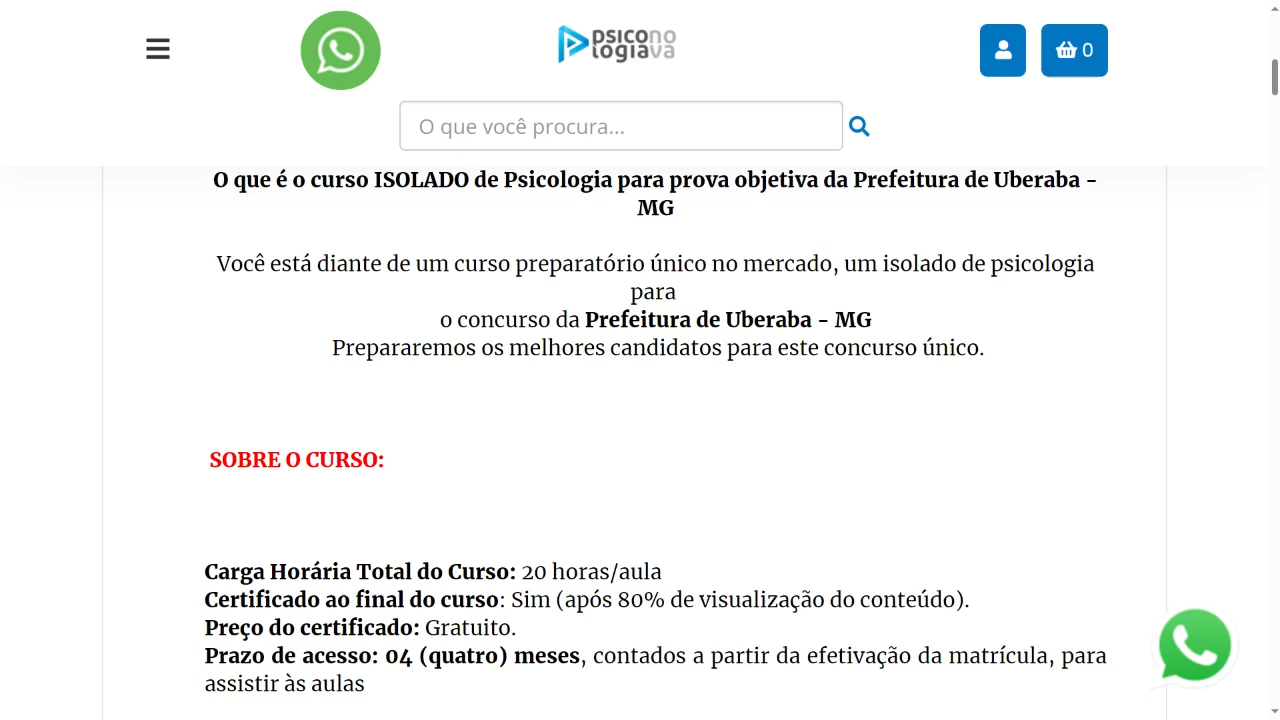 psicono
logiava
0
O que você procura...
O que é o curso ISOLADO de Psicologia para prova objetiva da Prefeitura de Uberaba -
MG
Você está diante de um curso preparatório único no mercado, um isolado de psicologia
para
o concurso da Prefeitura de Uberaba - MG
Prepararemos os melhores candidatos para este concurso único.
SOBRE O CURSO:
Carga Horária Total do Curso: 20 horas/aula
Certificado ao final do curso: Sim (após 80% de visualização do conteúdo).
Preço do certificado: Gratuito.
Prazo de acesso: 04 (quatro) meses, contados a partir da efetivação da matrícula, para
assistir às aulas